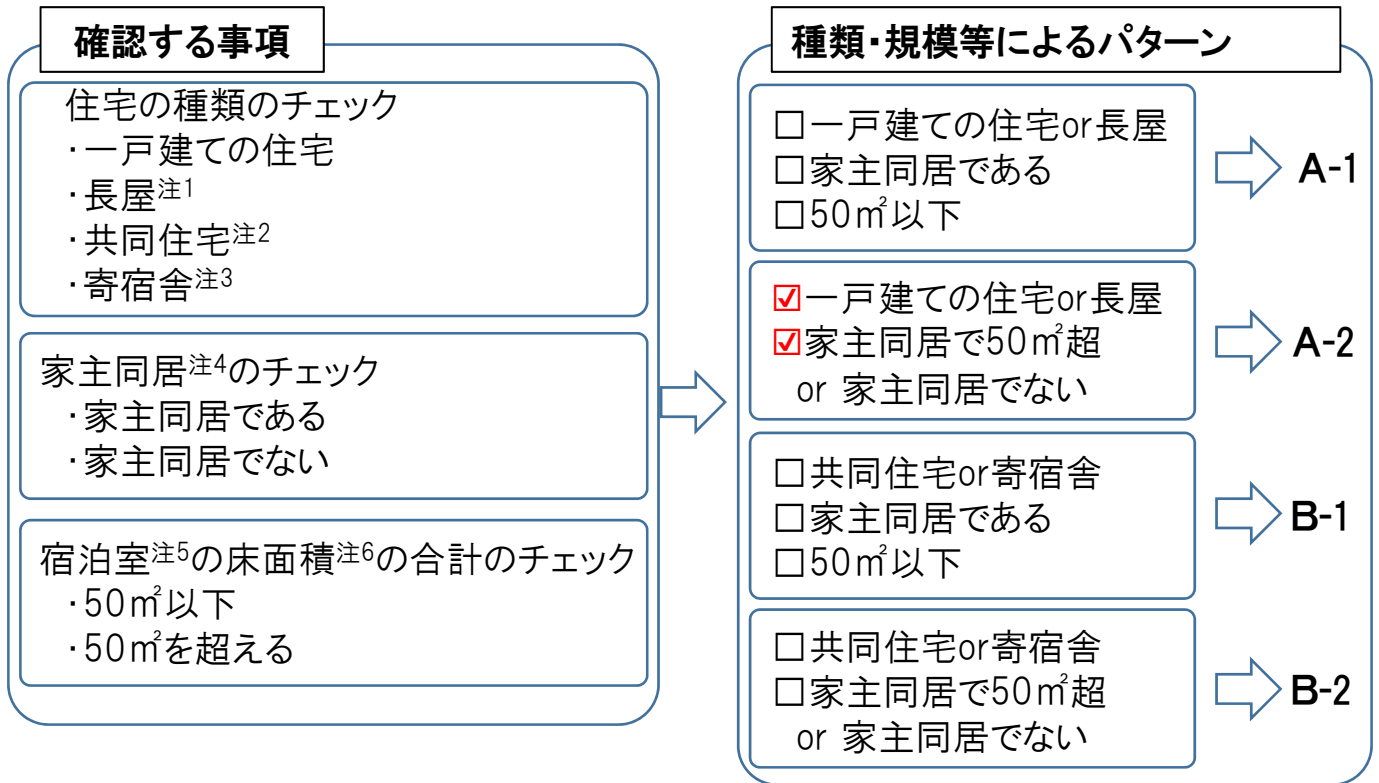 確認する事項
住宅の種類のチェック
・一戸建ての住宅
・長屋注1
・共同住宅注2
・寄宿舎注3
家主同居注4のチェック
・家主同居である
・家主同居でない
宿泊室注5の床面積注6の合計のチェック
・50㎡以下
・50㎡を超える
種類・規模等によるパターン
□一戸建ての住宅or長屋
□家主同居である
□50㎡以下
A-1
☑一戸建ての住宅or長屋
☑家主同居で50㎡超
or 家主同居でない
A-2
□共同住宅or寄宿舎
□家主同居である
□50㎡以下
B-1
□共同住宅or寄宿舎
□家主同居で50㎡超
or 家主同居でない
B-2